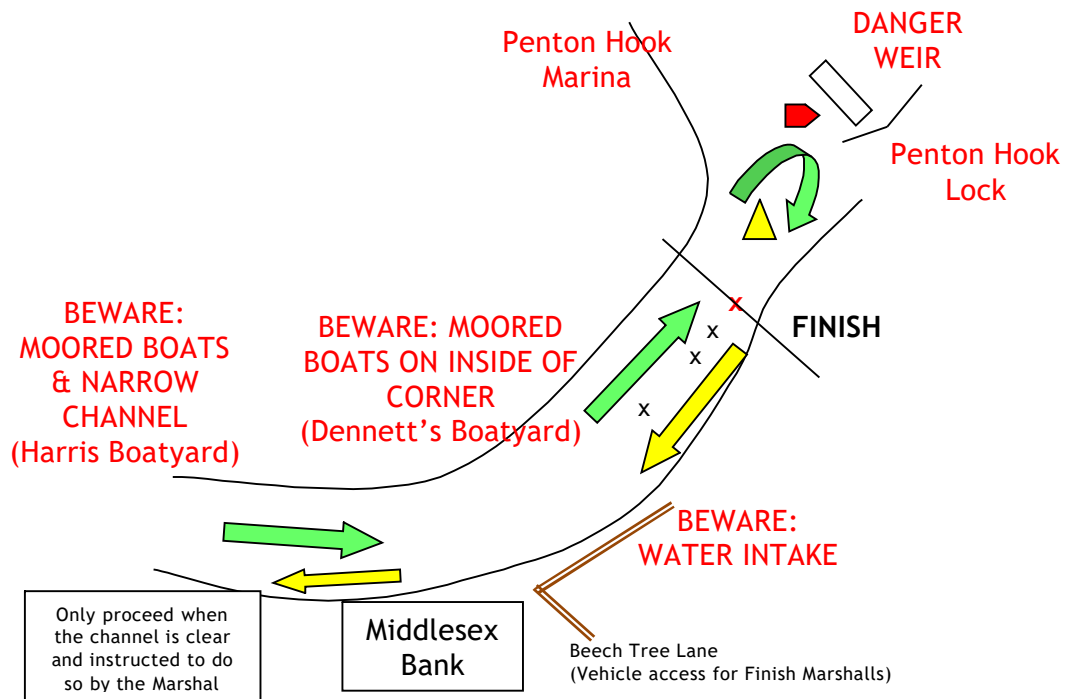 Penton Hook
Marina
DANGER
WEIR
Penton Hook
Lock
BEWARE:
MOORED BOATS
& NARROW
CHANNEL
(Harris Boatyard)
BEWARE: MOORED
BOATS ON INSIDE OF
CORNER
(Dennett’s Boatyard)
x
x
x
x
FINISH
BEWARE:
WATER INTAKE
Only proceed when
the channel is clear
and instructed to do
so by the Marshal
Middlesex
Bank
Beech Tree Lane
(Vehicle access for Finish Marshalls)